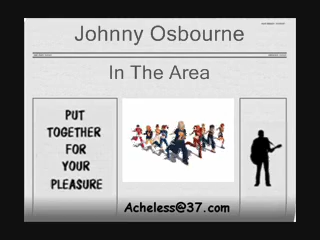 Johnny Osbourne
In The Area
PUT
TOGETHER
FOR
YOUR
PLEASURE
Acheless@37.com